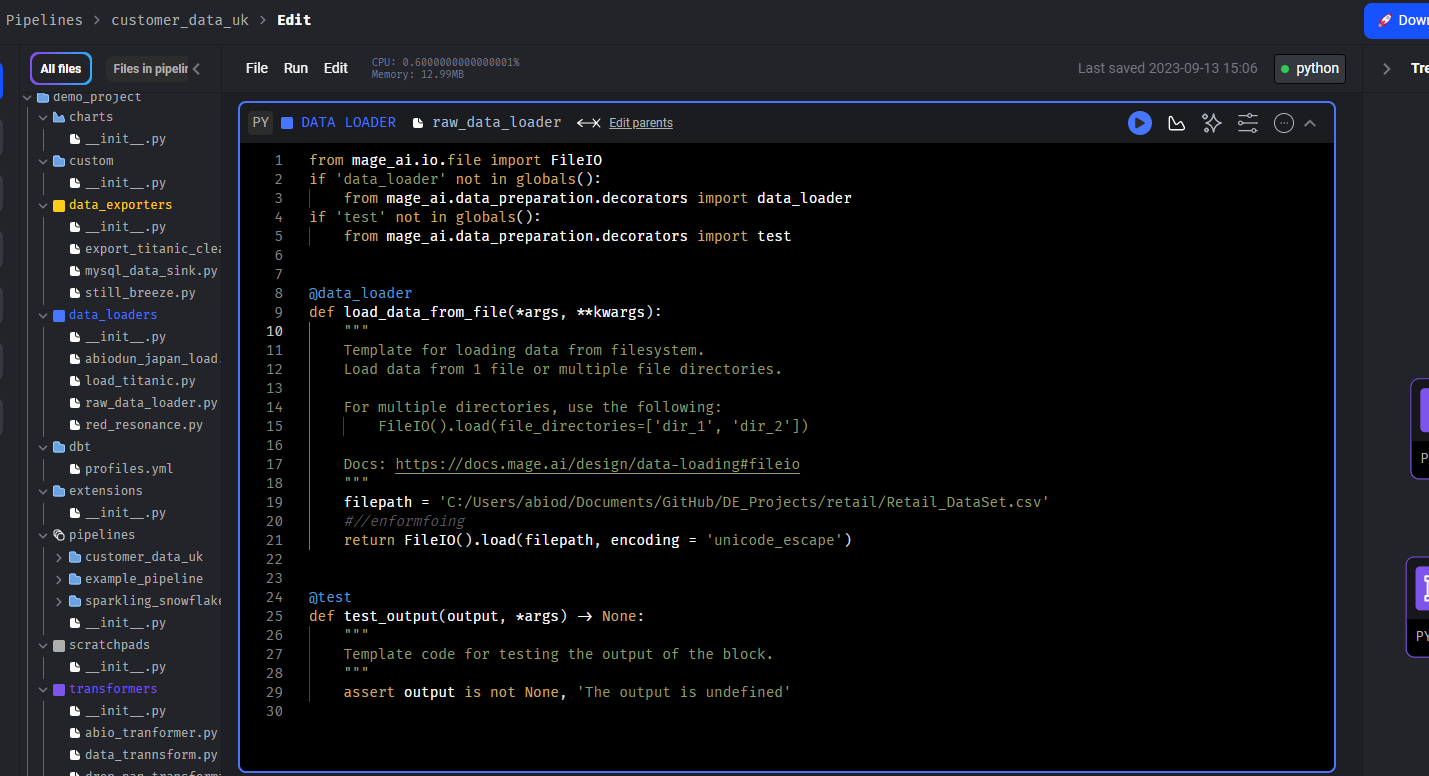 Pipelines > customer_data_uk > Edit
Down
All files
Files in pipelin
File Run Edit
CPU: 0.6000000000000001%
Memory: 12.99MB
Last saved 2023-09-13 15:06
python
Tre
demo_project
charts
__init__.py
custom
__init__.py
data_exporters
__init__.py
export_titanic_clea
mysql_data_sink.py
still_breeze.py
data_loaders
__init__.py
abiodun_japan_load.
load_titanic.py
raw_data_loader.py
red_resonance.py
dbt
profiles.yml
extensions
__init__.py
pipelines
customer_data_uk
example_pipeline
sparkling_snowflake
__init__.py
scratchpads
__init__.py
transformers
__init__.py
abio_tranformer.py
data_trannsform.py
drop_nan_transform
PY DATA LOADER raw_data_loader Edit parents
1 from mage_ai.io.file import FileIO
2 if 'data_loader' not in globals():
3 from mage_ai.data_preparation.decorators import data_loader
4 if 'test' not in globals():
5 from mage_ai.data_preparation.decorators import test
6
7
8 @data_loader
9 def load_data_from_file(*args, **kwargs):
10 """
11 Template for loading data from filesystem.
12 Load data from 1 file or multiple file directories.
13
14 For multiple directories, use the following:
15 FileIO().load(file_directories=['dir_1', 'dir_2'])
16
17 Docs: https://docs.mage.ai/design/data-loading#fileio
18 """
19 filepath = 'C:/Users/abiod/Documents/GitHub/DE_Projects/retail/Retail_DataSet.csv'
20 #//enformfoing
21 return FileIO().load(filepath, encoding = 'unicode_escape')
22
23
24 @test
25 def test_output(output, *args) -> None:
26 """
27 Template code for testing the output of the block.
28 """
29 assert output is not None, 'The output is undefined'
30
P
PY